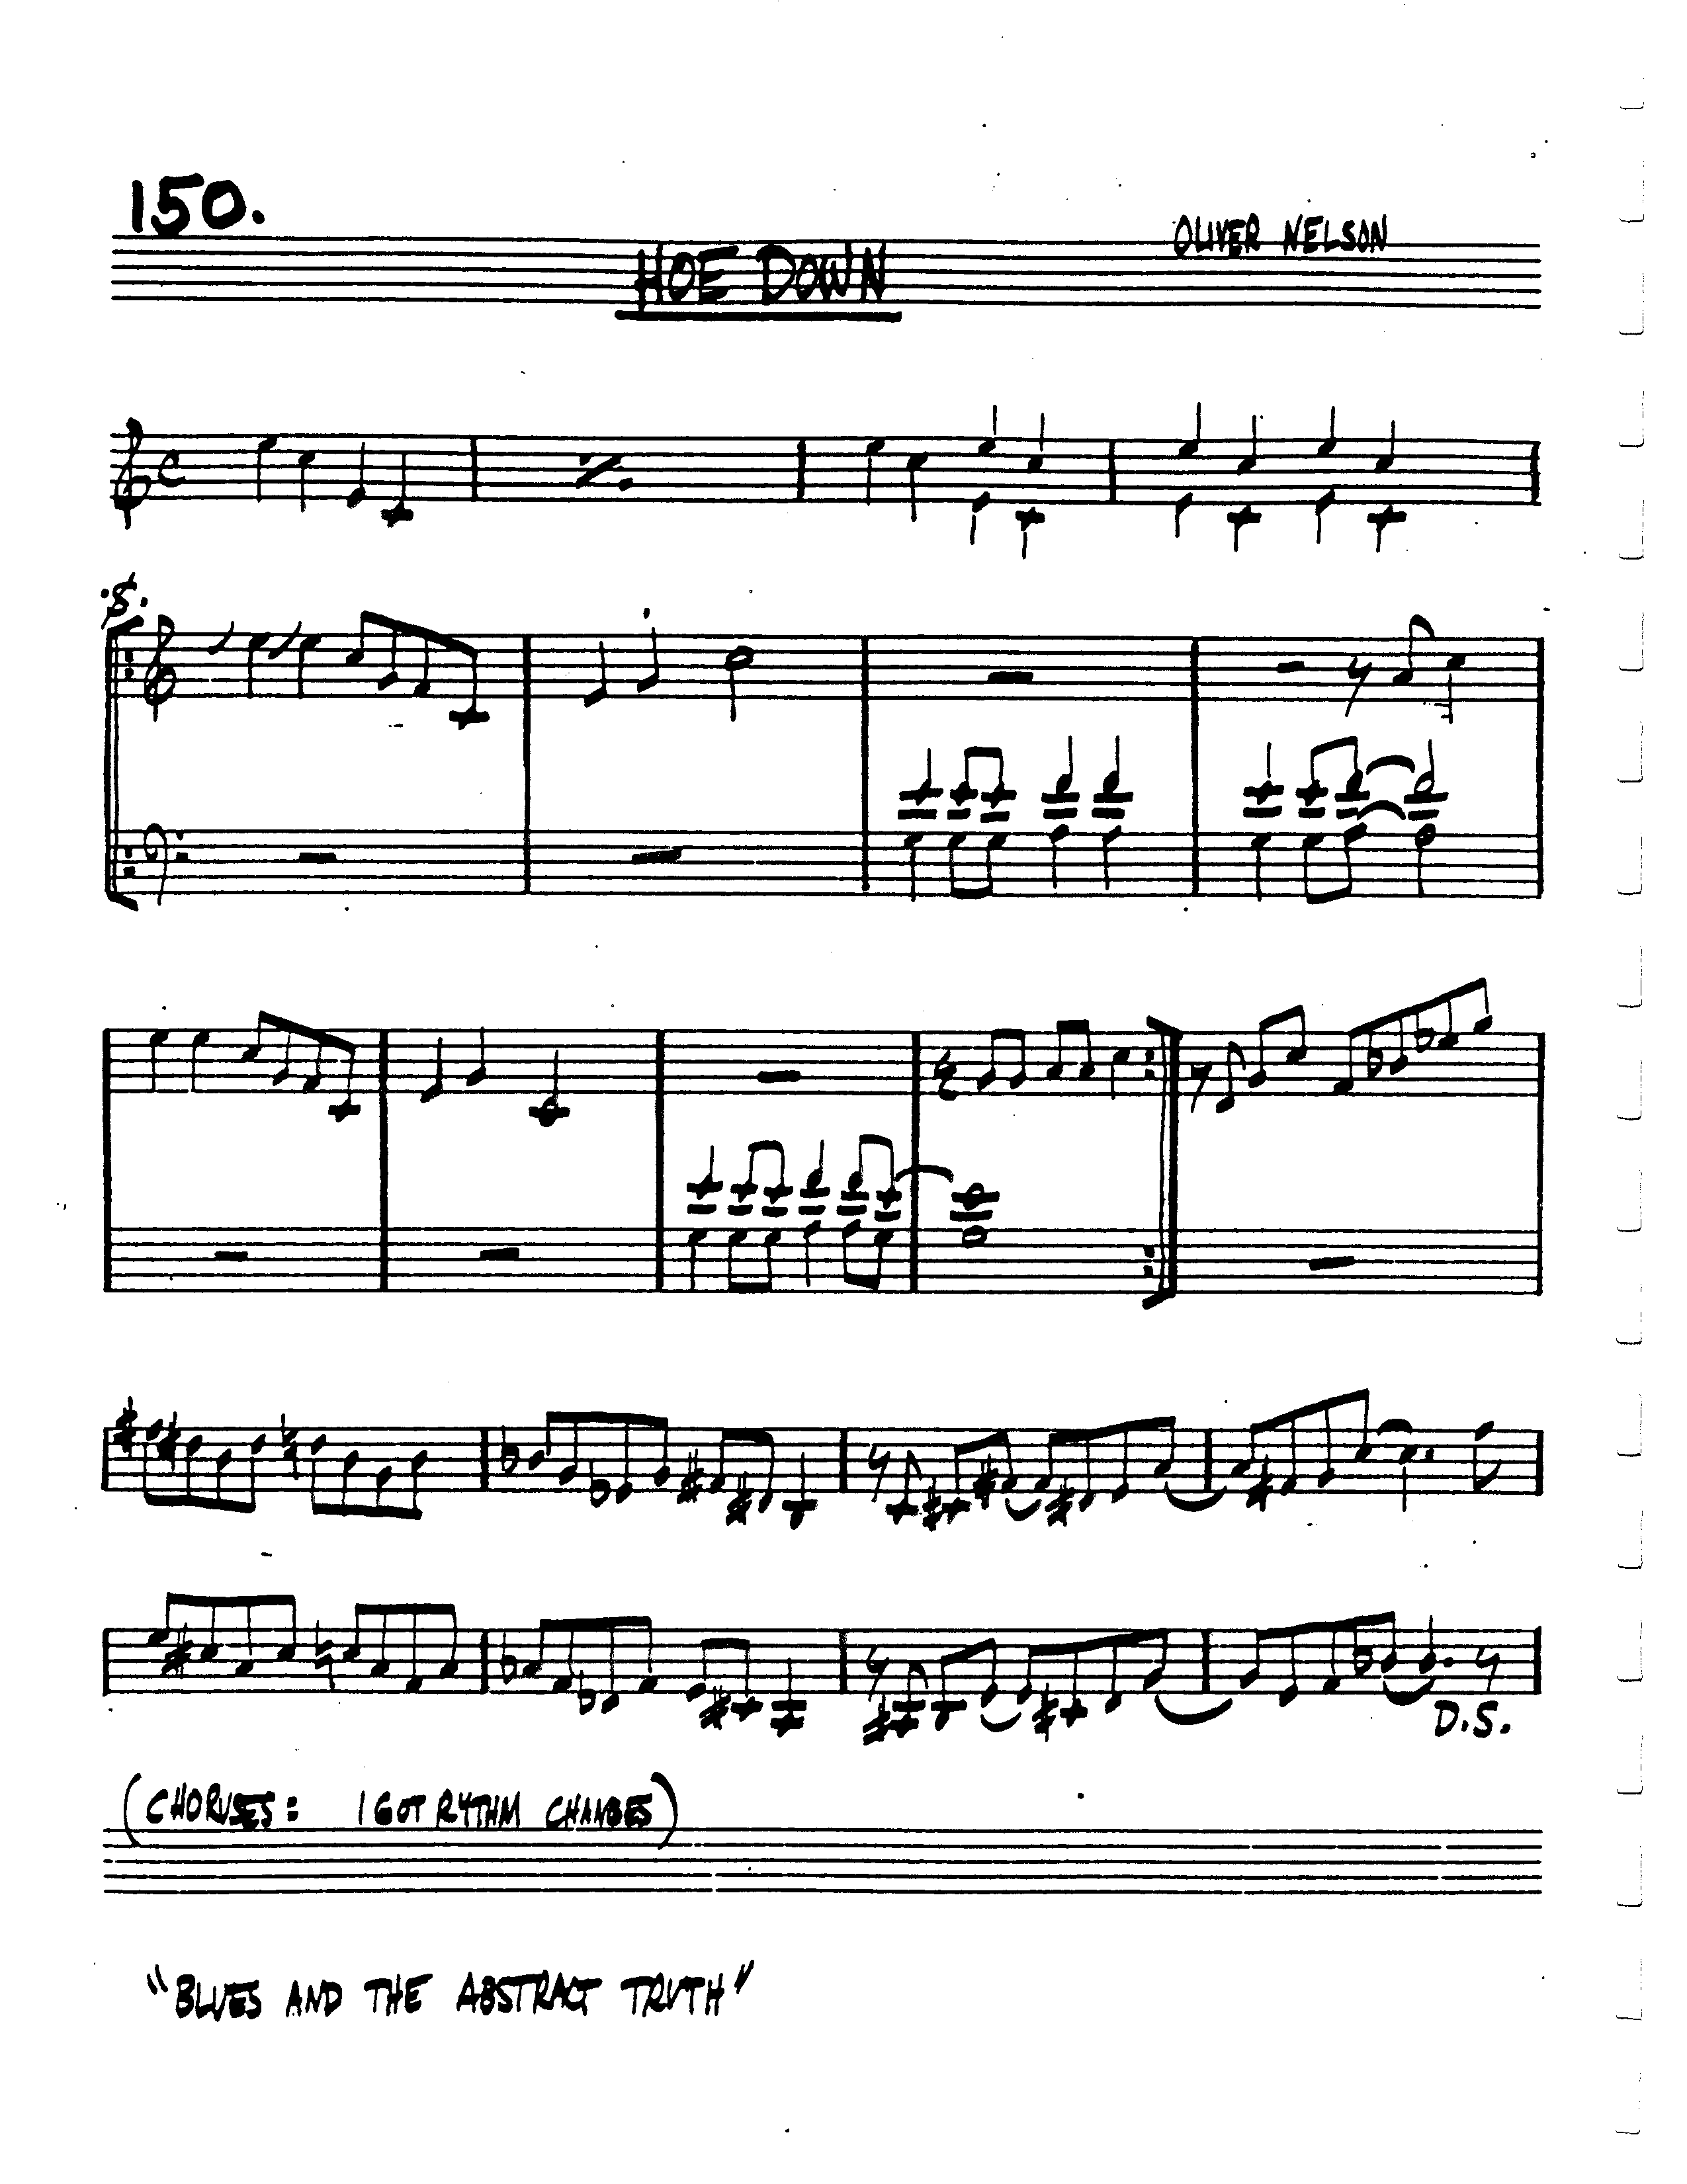 150.
OLIVER NELSON
HOE DOWN
D.S.
(CHORUSES: I GOT RYTHM CHANGES)
"BLUES AND THE ABSTRACT TRUTH"